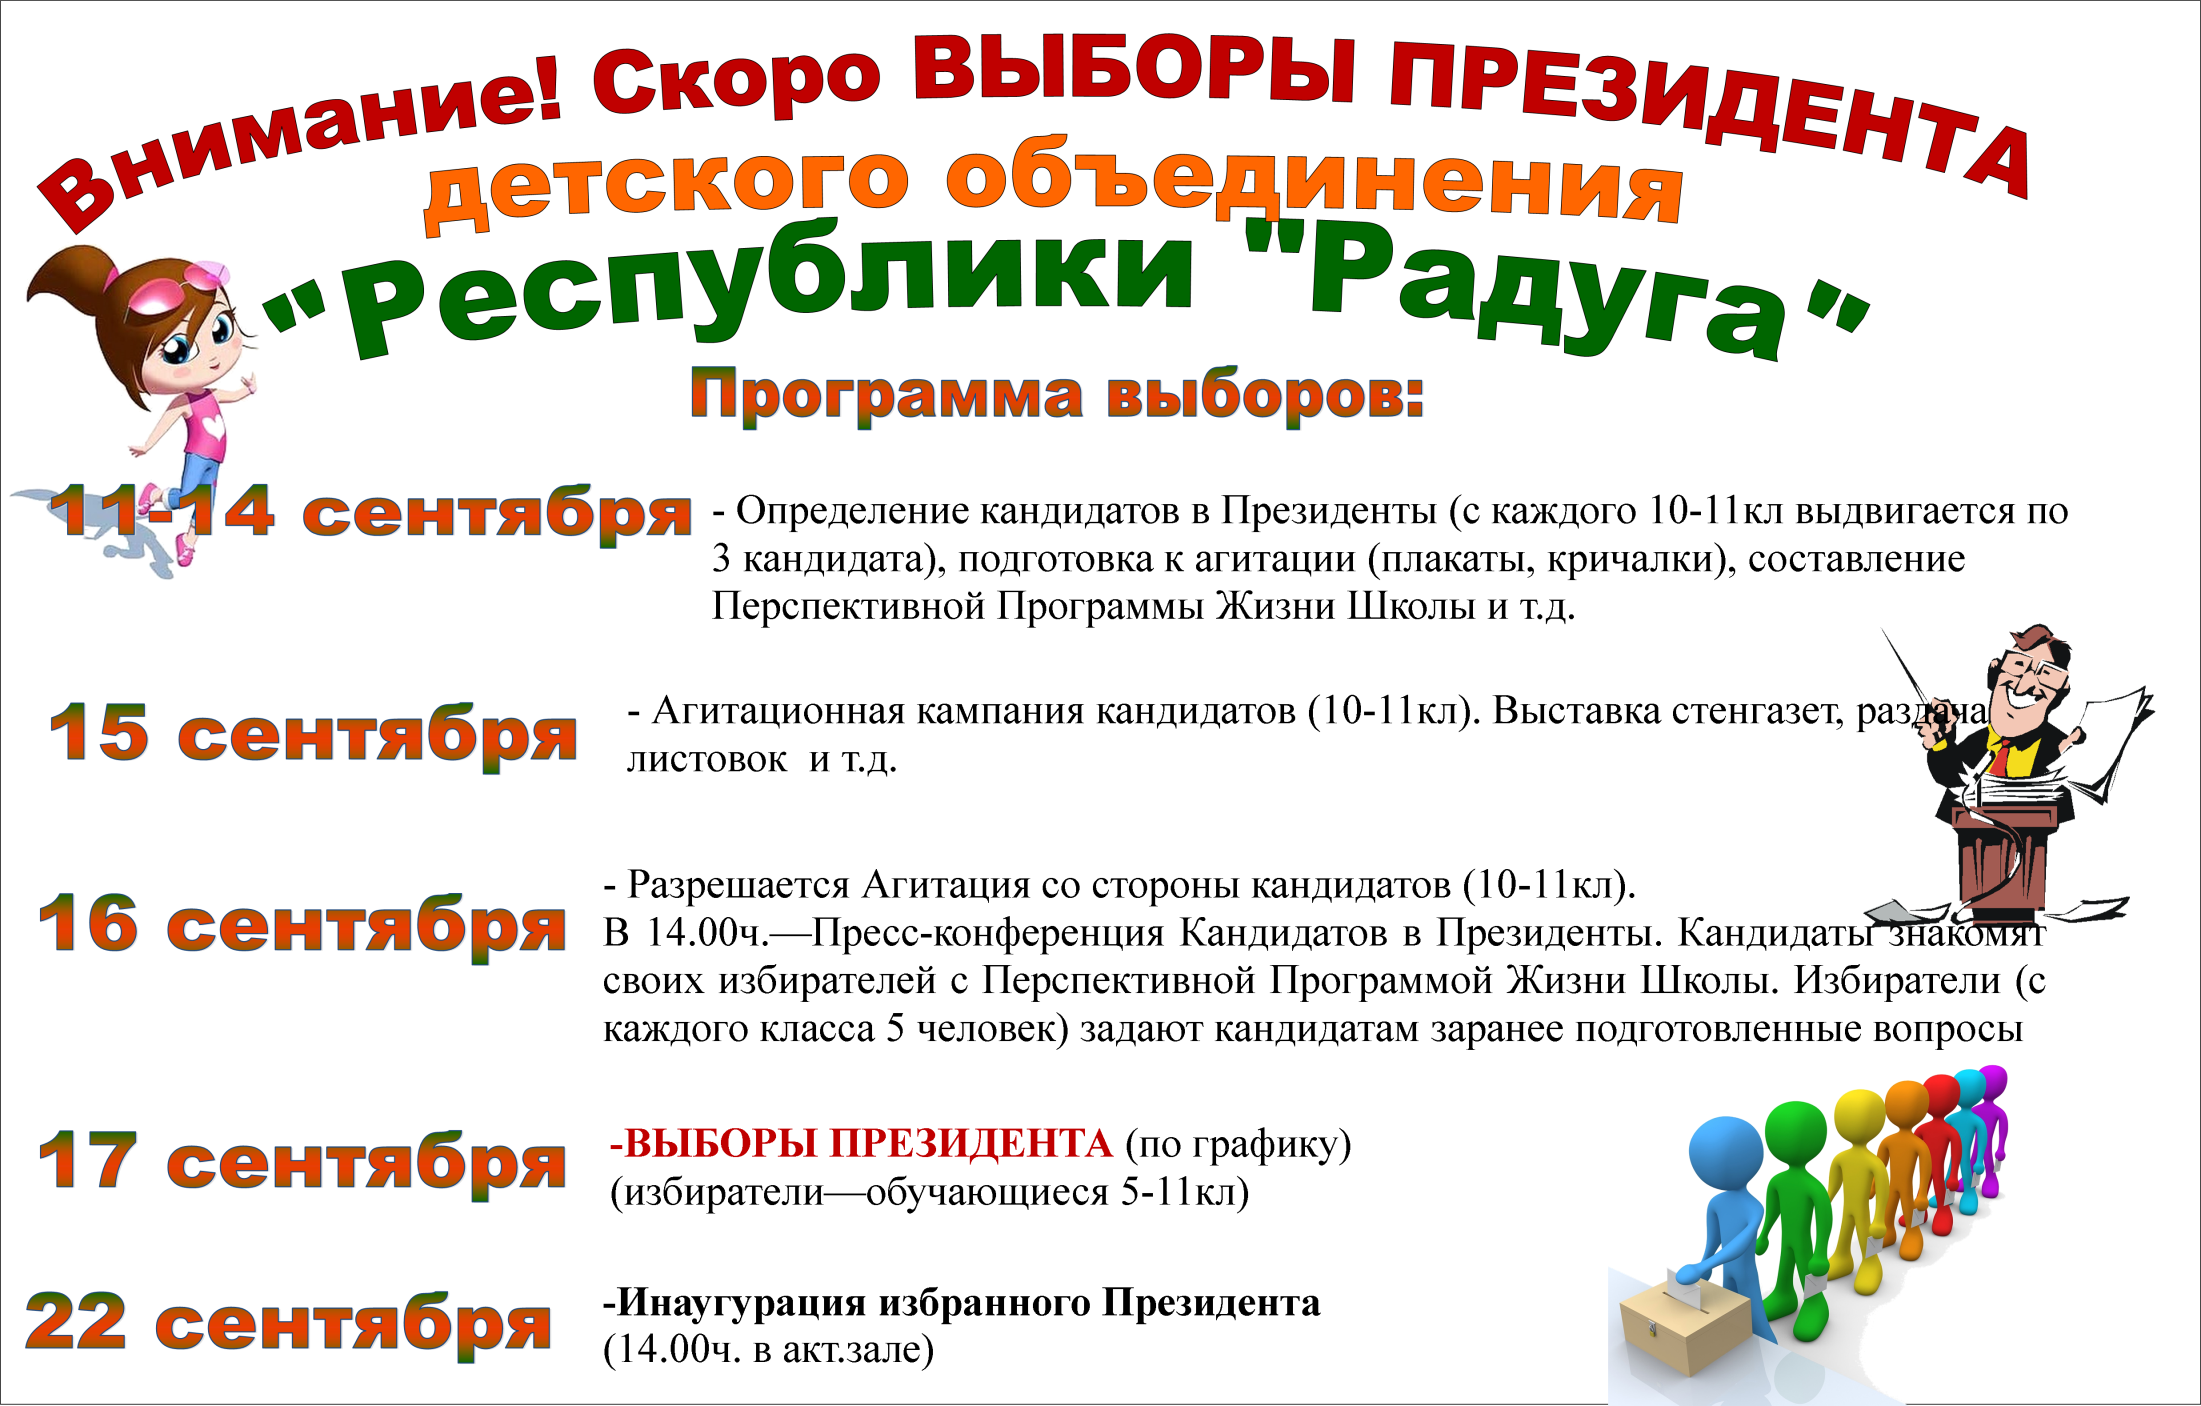 Внимание! Скоро ВЫБОРЫ ПРЕЗИДЕНТА
детского объединения
"Республики "Радуга"
Программа выборов:
11-14 сентября
- Определение кандидатов в Президенты (с каждого 10-11кл выдвигается по
3 кандидата), подготовка к агитации (плакаты, кричалки), составление
Перспективной Программы Жизни Школы и т.д.
15 сентября
- Агитационная кампания кандидатов (10-11кл). Выставка стенгазет, раздача
листовок  и т.д.
16 сентября
- Разрешается Агитация со стороны кандидатов (10-11кл).
В 14.00ч.—Пресс-конференция Кандидатов в Президенты. Кандидаты знакомят
своих избирателей с Перспективной Программой Жизни Школы. Избиратели (с
каждого класса 5 человек) задают кандидатам заранее подготовленные вопросы
17 сентября
-ВЫБОРЫ ПРЕЗИДЕНТА (по графику)
(избиратели—обучающиеся 5-11кл)
22 сентября
-Инаугурация избранного Президента
(14.00ч. в акт.зале)